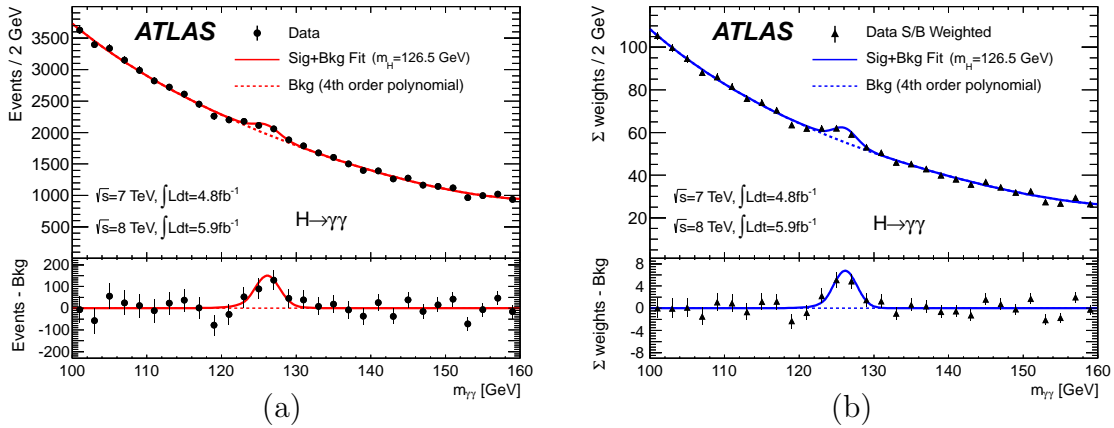 ATLAS
Data
Sig+Bkg Fit (m_H=126.5 GeV)
Bkg (4th order polynomial)
√s=7 TeV, ∫Ldt=4.8fb⁻¹
√s=8 TeV, ∫Ldt=5.9fb⁻¹
H→γγ
Events / 2 GeV
3500
3000
2500
2000
1500
1000
500
Events - Bkg
200
100
0
-100
-200
100 110 120 130 140 150 160
m_γγ [GeV]
(a)
ATLAS
Data S/B Weighted
Sig+Bkg Fit (m_H=126.5 GeV)
Bkg (4th order polynomial)
√s=7 TeV, ∫Ldt=4.8fb⁻¹
√s=8 TeV, ∫Ldt=5.9fb⁻¹
H→γγ
Σ weights / 2 GeV
100
80
60
40
20
Σ weights - Bkg
8
4
0
-4
-8
100 110 120 130 140 150 160
m_γγ [GeV]
(b)